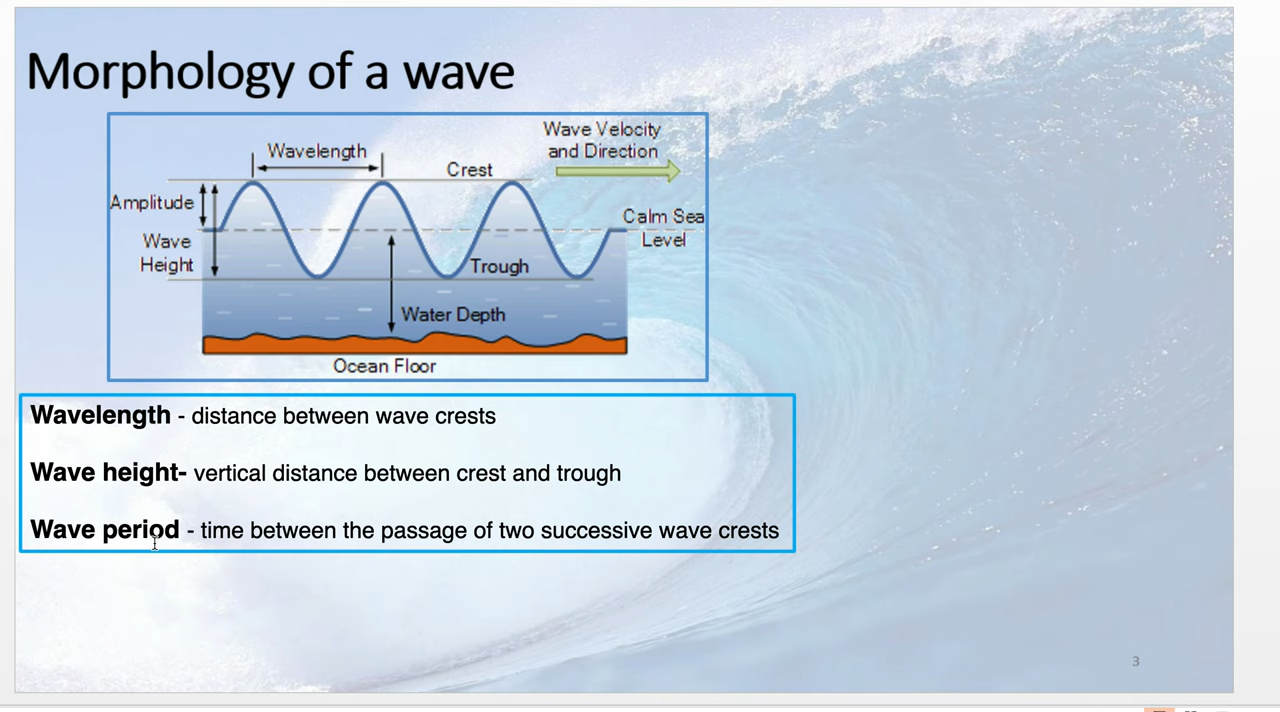 Morphology of a wave
Wave Velocity
and Direction
Wavelength
Crest
Amplitude
Calm Sea
Level
Wave
Height
Trough
Water Depth
Ocean Floor
Wavelength - distance between wave crests
Wave height- vertical distance between crest and trough
Wave period - time between the passage of two successive wave crests
3